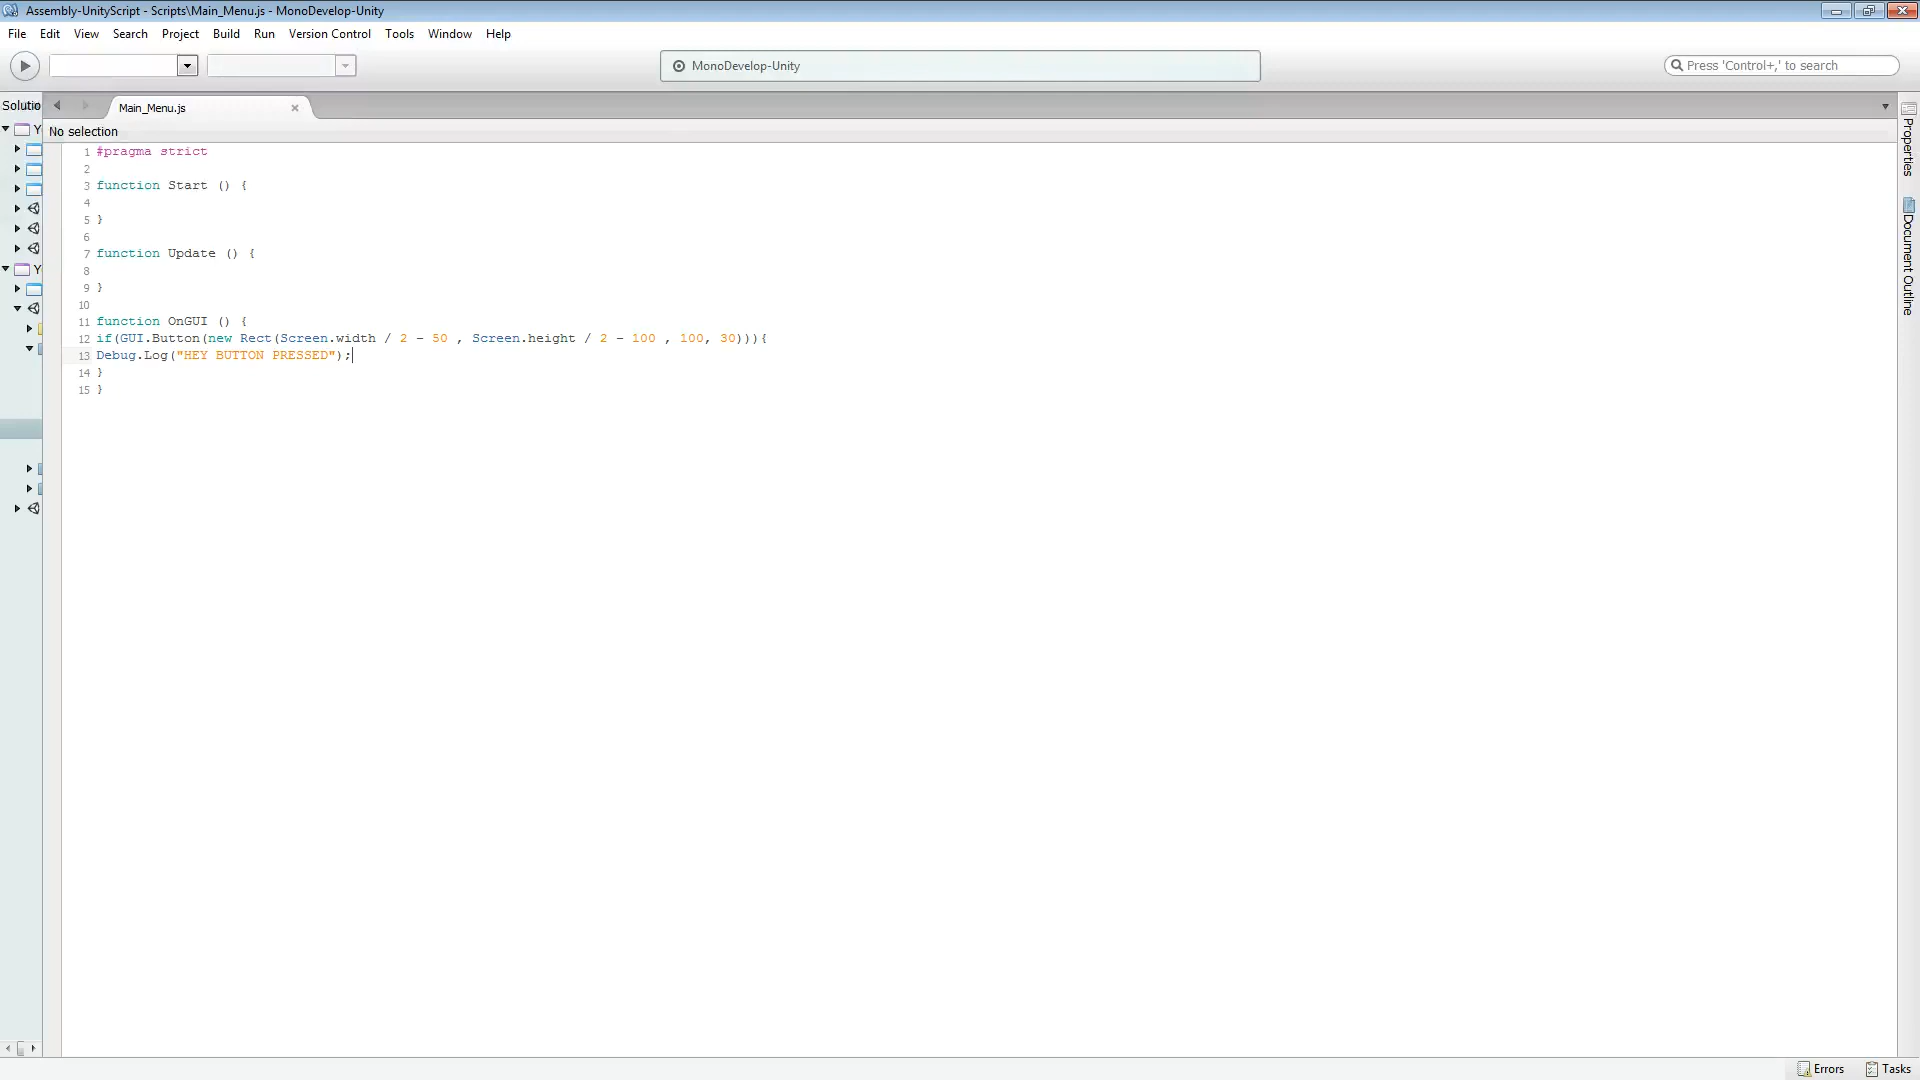 Assembly-UnityScript - Scripts\Main_Menu.js - MonoDevelop-Unity
File Edit View Search Project Build Run Version Control Tools Window Help
MonoDevelop-Unity
Press 'Control+,' to search
Solutio
Main_Menu.js
No selection
Y
Y
1 #pragma strict
2
3 function Start () {
4
5 }
6
7 function Update () {
8
9 }
10
11 function OnGUI () {
12 if(GUI.Button(new Rect(Screen.width / 2 - 50 , Screen.height / 2 - 100 , 100, 30))){
13 Debug.Log("HEY BUTTON PRESSED");
14 }
15 }
Properties
Document Outline
Errors Tasks